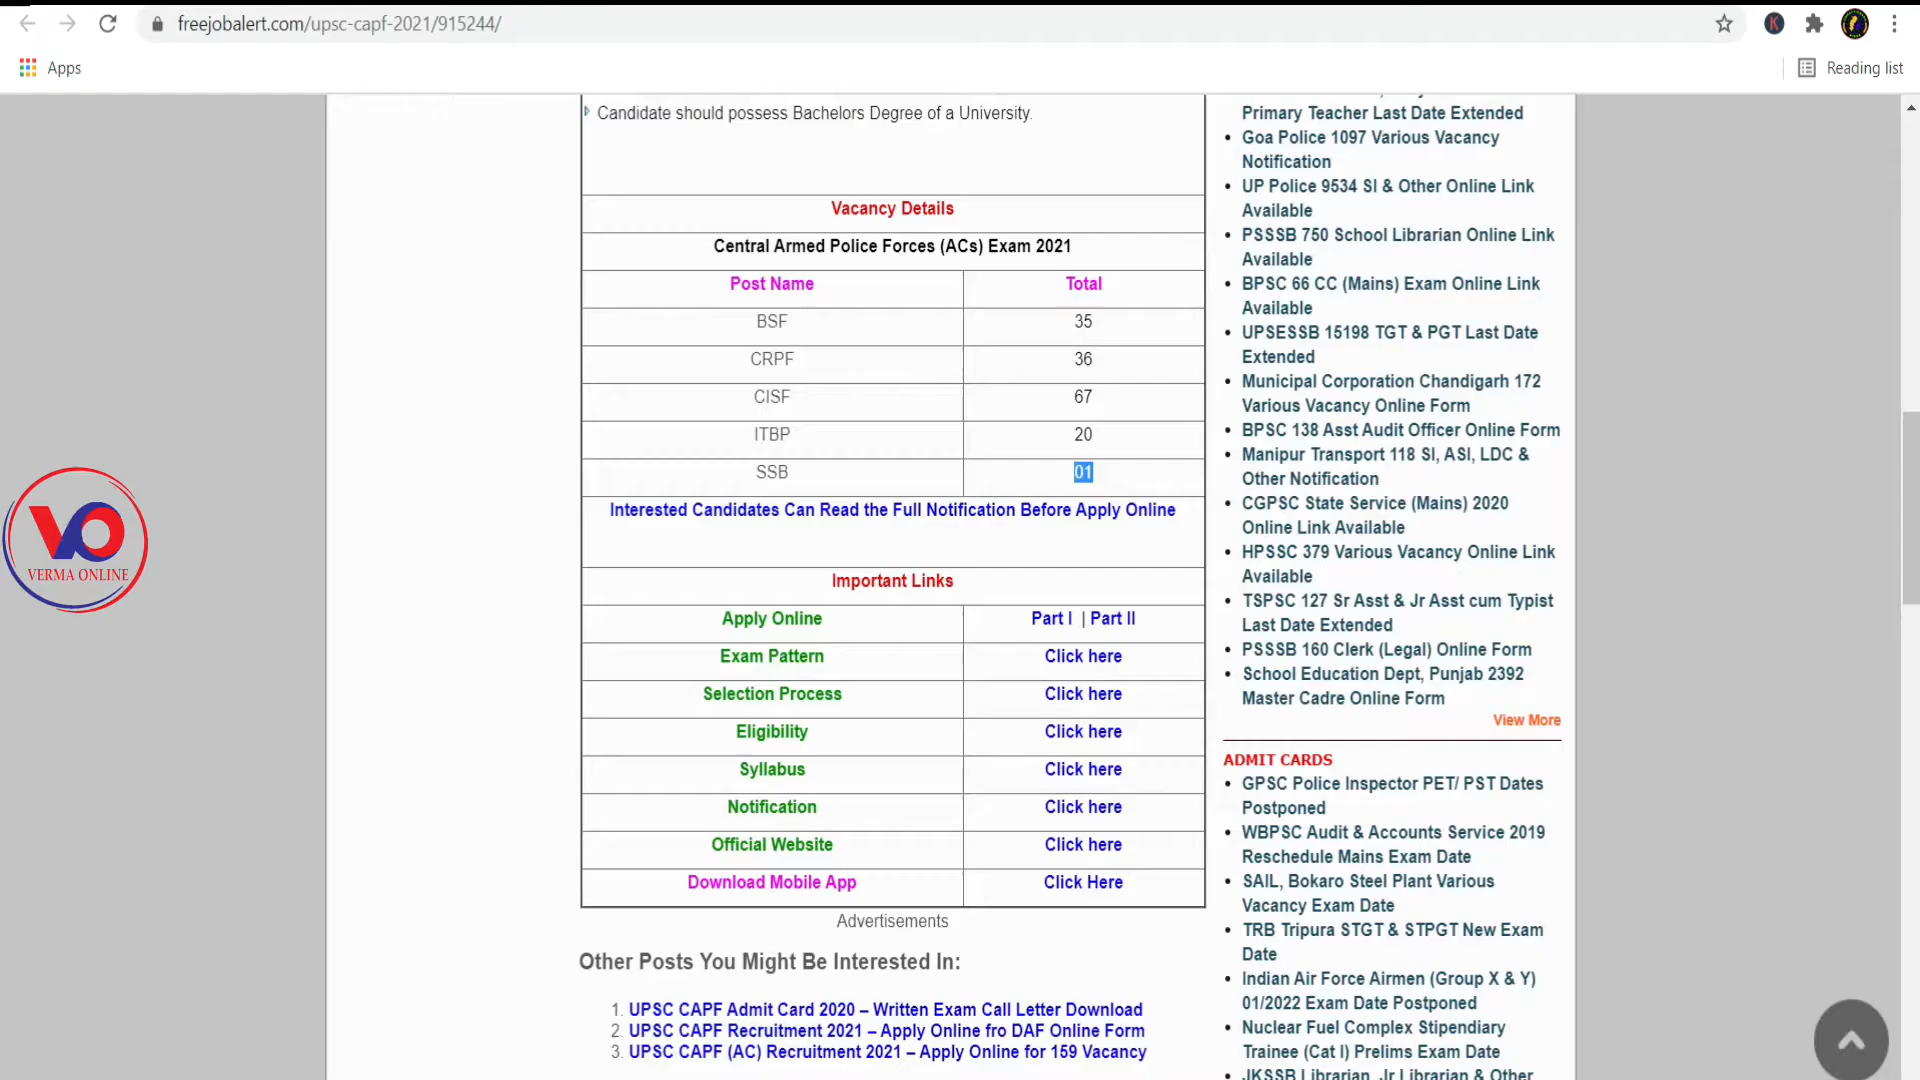 freejobalert.com/upsc-capf-2021/915244/
K
Apps
Reading list
Candidate should possess Bachelors Degree of a University.
Vacancy Details
Central Armed Police Forces (ACs) Exam 2021
Post Name Total
BSF 35
CRPF 36
CISF 67
ITBP 20
SSB 01
Interested Candidates Can Read the Full Notification Before Apply Online
Important Links
Apply Online Part I | Part II
Exam Pattern Click here
Selection Process Click here
Eligibility Click here
Syllabus Click here
Notification Click here
Official Website Click here
Download Mobile App Click Here
Advertisements
Other Posts You Might Be Interested In:
1. UPSC CAPF Admit Card 2020 – Written Exam Call Letter Download
2. UPSC CAPF Recruitment 2021 – Apply Online fro DAF Online Form
3. UPSC CAPF (AC) Recruitment 2021 – Apply Online for 159 Vacancy
Primary Teacher Last Date Extended
Goa Police 1097 Various Vacancy
Notification
UP Police 9534 SI & Other Online Link
Available
PSSSB 750 School Librarian Online Link
Available
BPSC 66 CC (Mains) Exam Online Link
Available
UPSESSB 15198 TGT & PGT Last Date
Extended
Municipal Corporation Chandigarh 172
Various Vacancy Online Form
BPSC 138 Asst Audit Officer Online Form
Manipur Transport 118 SI, ASI, LDC &
Other Notification
CGPSC State Service (Mains) 2020
Online Link Available
HPSSC 379 Various Vacancy Online Link
Available
TSPSC 127 Sr Asst & Jr Asst cum Typist
Last Date Extended
PSSSB 160 Clerk (Legal) Online Form
School Education Dept, Punjab 2392
Master Cadre Online Form
View More
ADMIT CARDS
GPSC Police Inspector PET/ PST Dates
Postponed
WBPSC Audit & Accounts Service 2019
Reschedule Mains Exam Date
SAIL, Bokaro Steel Plant Various
Vacancy Exam Date
TRB Tripura STGT & STPGT New Exam
Date
Indian Air Force Airmen (Group X & Y)
01/2022 Exam Date Postponed
Nuclear Fuel Complex Stipendiary
Trainee (Cat I) Prelims Exam Date
JKSSB Librarian, Jr Librarian & Other
VO
VERMA ONLINE